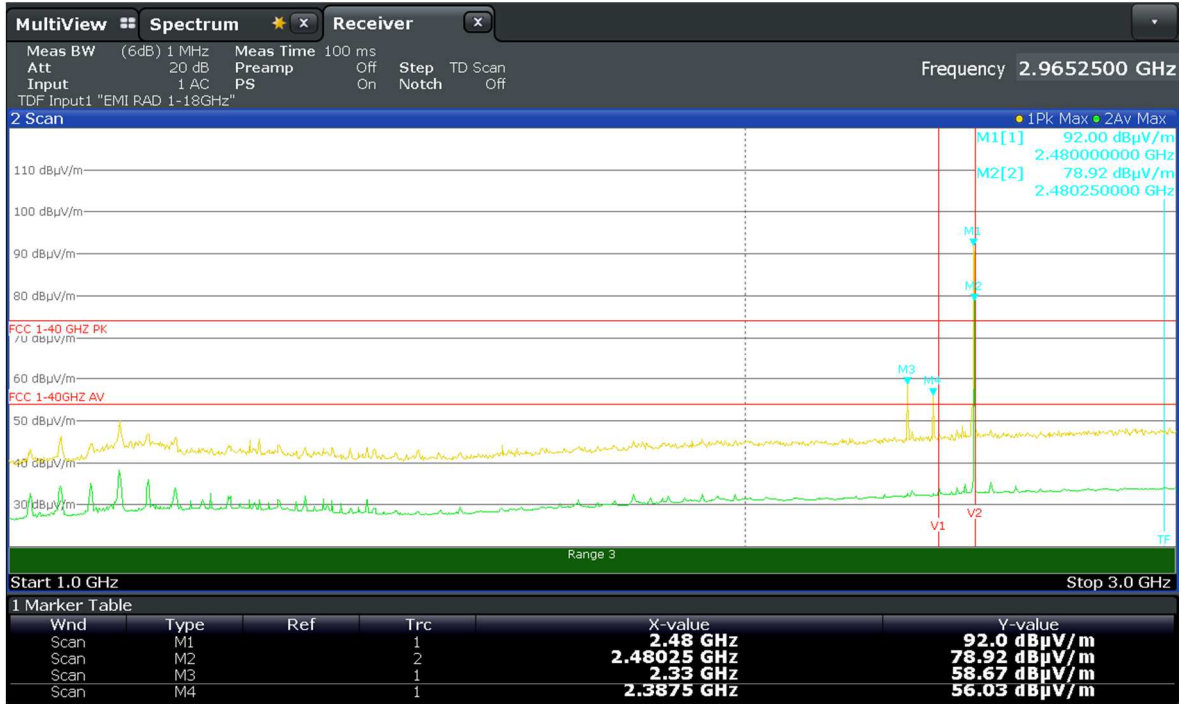 MultiView Spectrum X Receiver X
Meas BW (6dB) 1 MHz Meas Time 100 ms
Att 20 dB Preamp Off Step TD Scan
Input 1 AC PS On Notch Off
Frequency 2.9652500 GHz
TDF Input1 "EMI RAD 1-18GHz"
2 Scan 1Pk Max 2Av Max
M1[1] 92.00 dBµV/m
2.480000000 GHz
M2[2] 78.92 dBµV/m
2.480250000 GHz
110 dBµV/m
100 dBµV/m
M1
90 dBµV/m
M2
80 dBµV/m
FCC 1-40 GHZ PK
70 dBµV/m
M3
M4
60 dBµV/m
FCC 1-40GHZ AV
50 dBµV/m
40 dBµV/m
30 dBµV/m
V1 V2
TF
Range 3
Start 1.0 GHz Stop 3.0 GHz
1 Marker Table
Wnd Type Ref Trc X-value Y-value
Scan M1 1 2.48 GHz 92.0 dBµV/m
Scan M2 2 2.48025 GHz 78.92 dBµV/m
Scan M3 1 2.33 GHz 58.67 dBµV/m
Scan M4 1 2.3875 GHz 56.03 dBµV/m